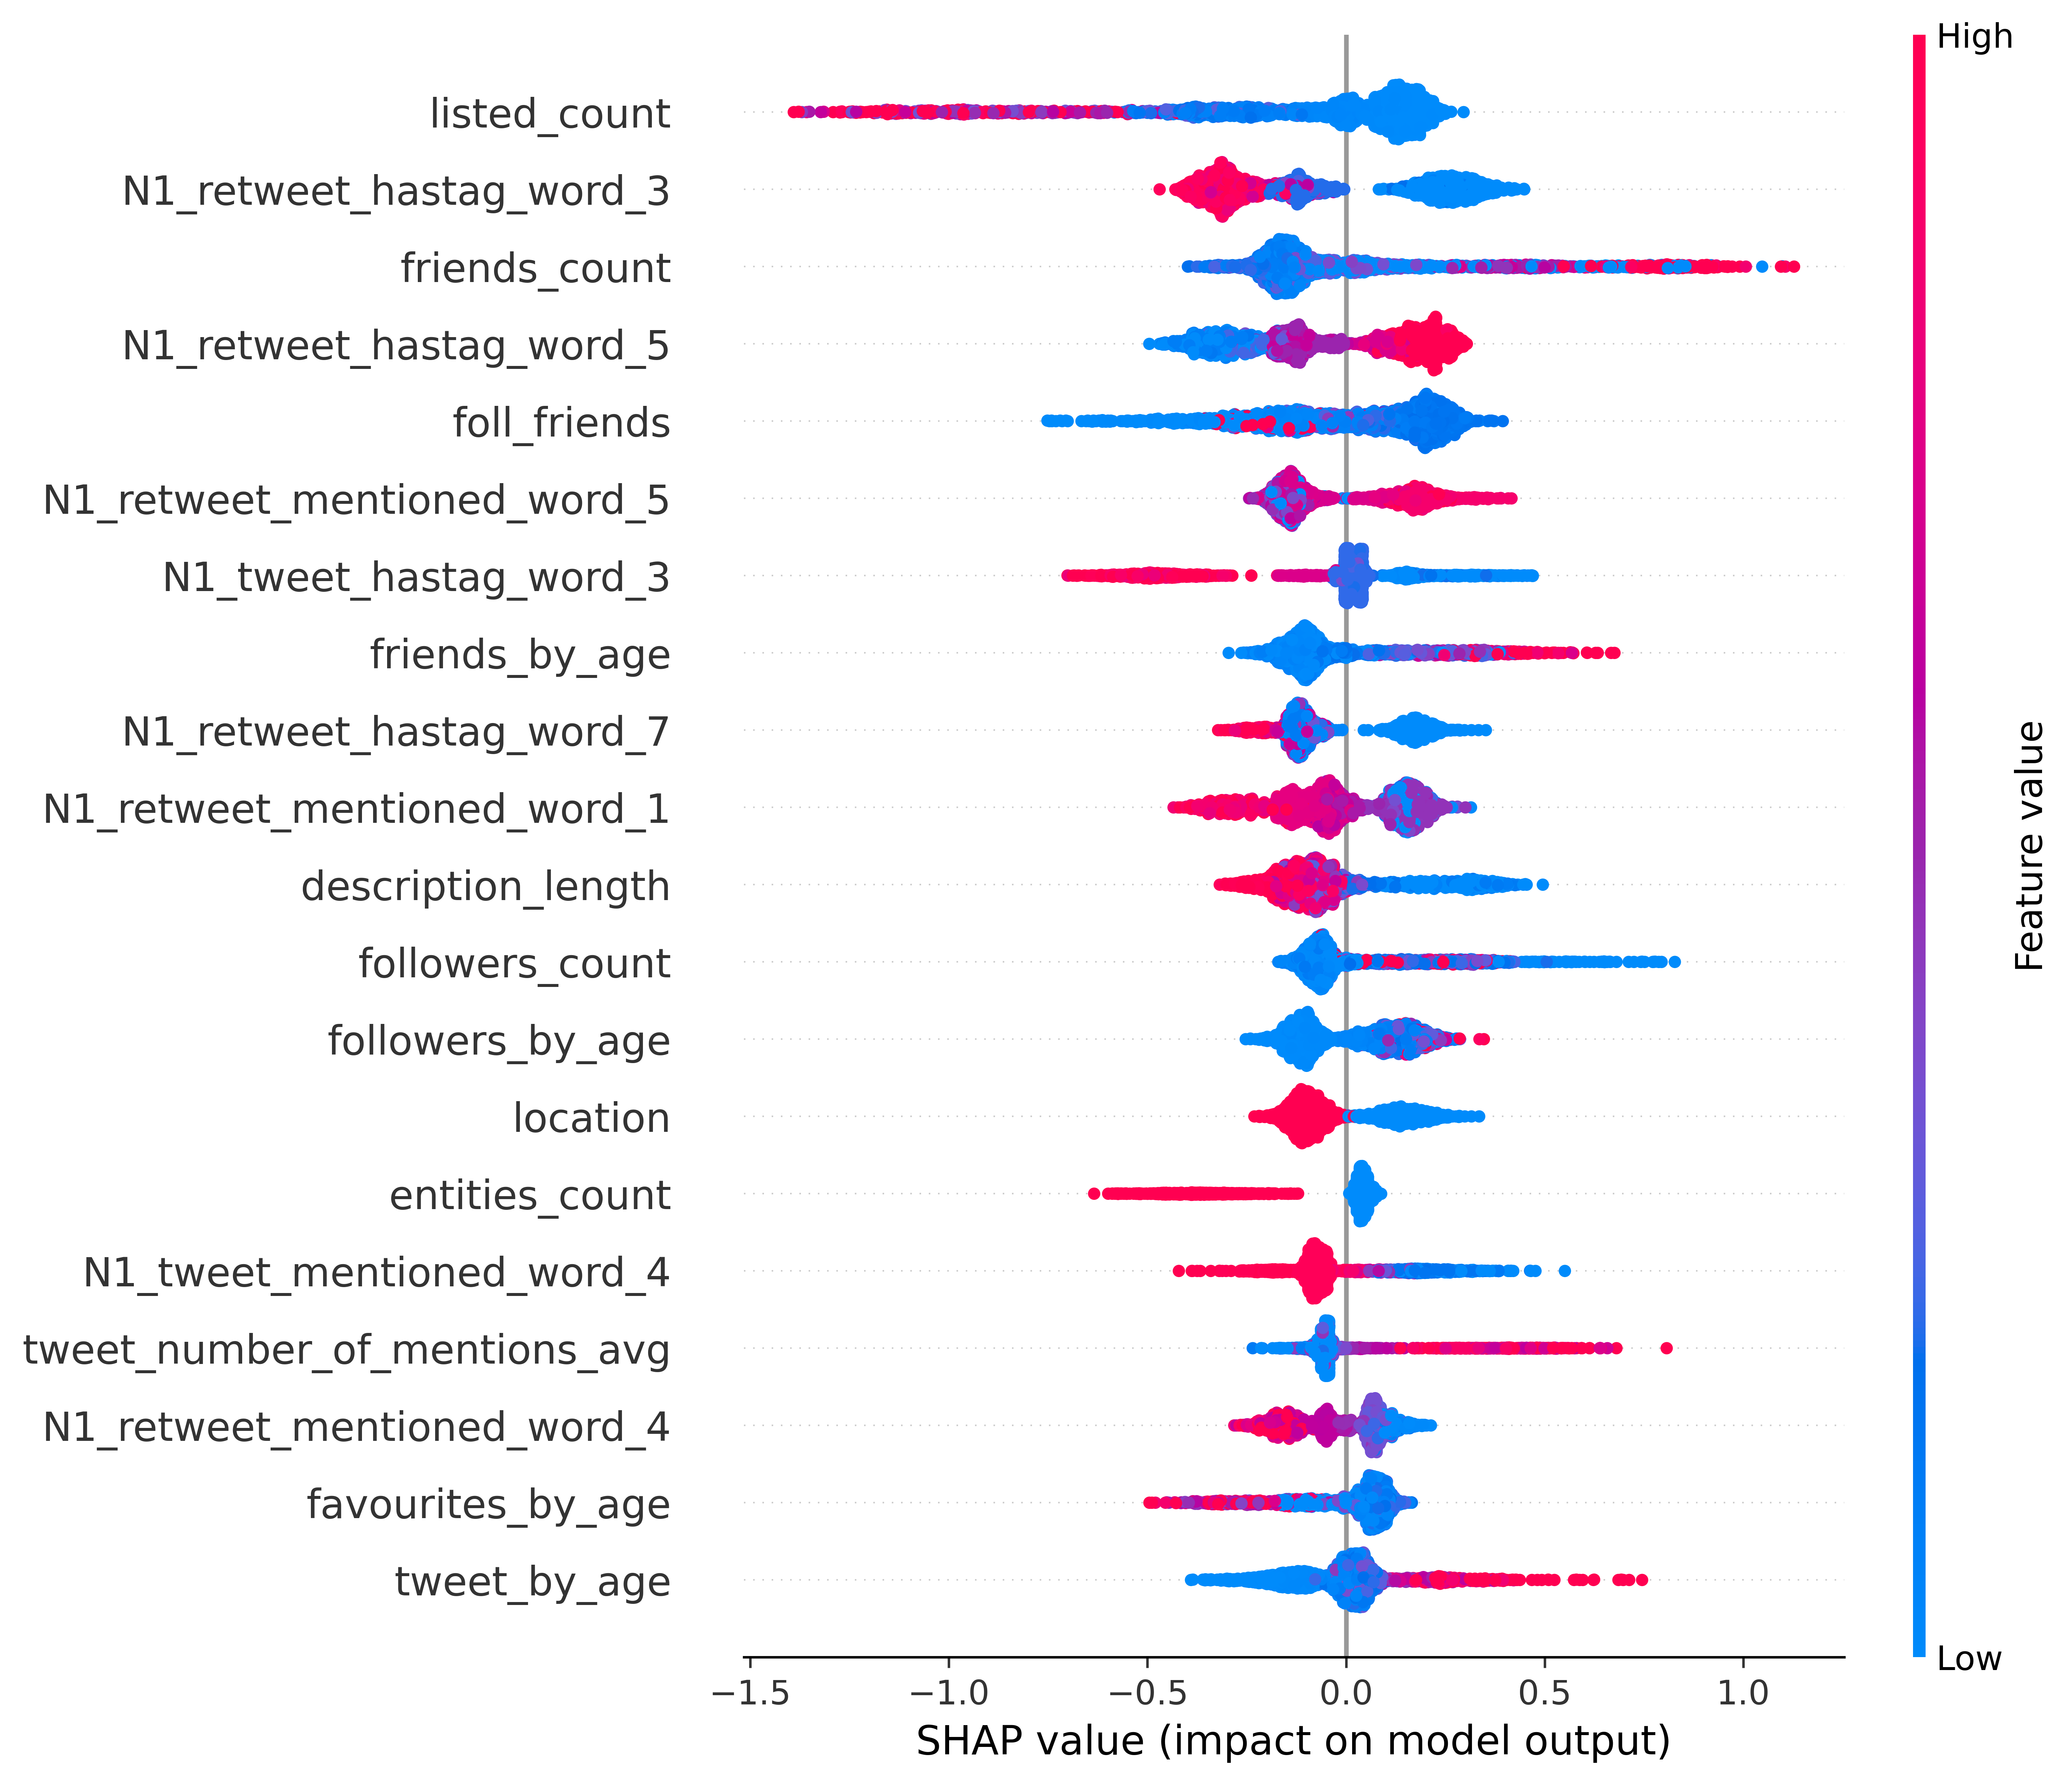 High
listed_count
N1_retweet_hastag_word_3
friends_count
N1_retweet_hastag_word_5
foll_friends
N1_retweet_mentioned_word_5
N1_tweet_hastag_word_3
friends_by_age
N1_retweet_hastag_word_7
N1_retweet_mentioned_word_1
description_length
followers_count
followers_by_age
location
entities_count
N1_tweet_mentioned_word_4
tweet_number_of_mentions_avg
N1_retweet_mentioned_word_4
favourites_by_age
tweet_by_age
Feature value
Low
−1.5 −1.0 −0.5 0.0 0.5 1.0
SHAP value (impact on model output)